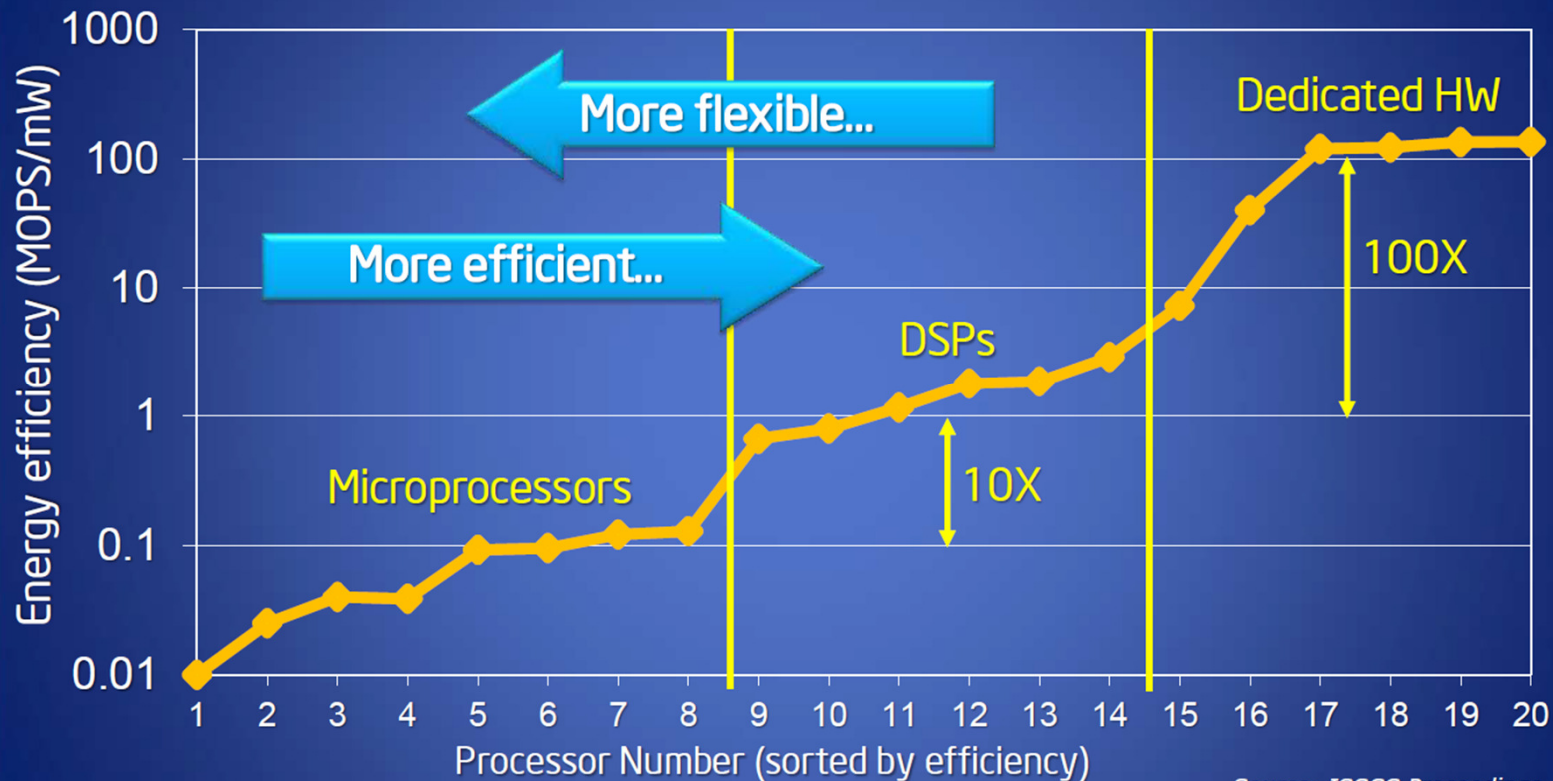 1000
100
10
1
0.1
0.01
Energy efficiency (MOPS/mW)
More flexible...
More efficient...
Dedicated HW
100X
DSPs
10X
Microprocessors
1 2 3 4 5 6 7 8 9 10 11 12 13 14 15 16 17 18 19 20
Processor Number (sorted by efficiency)